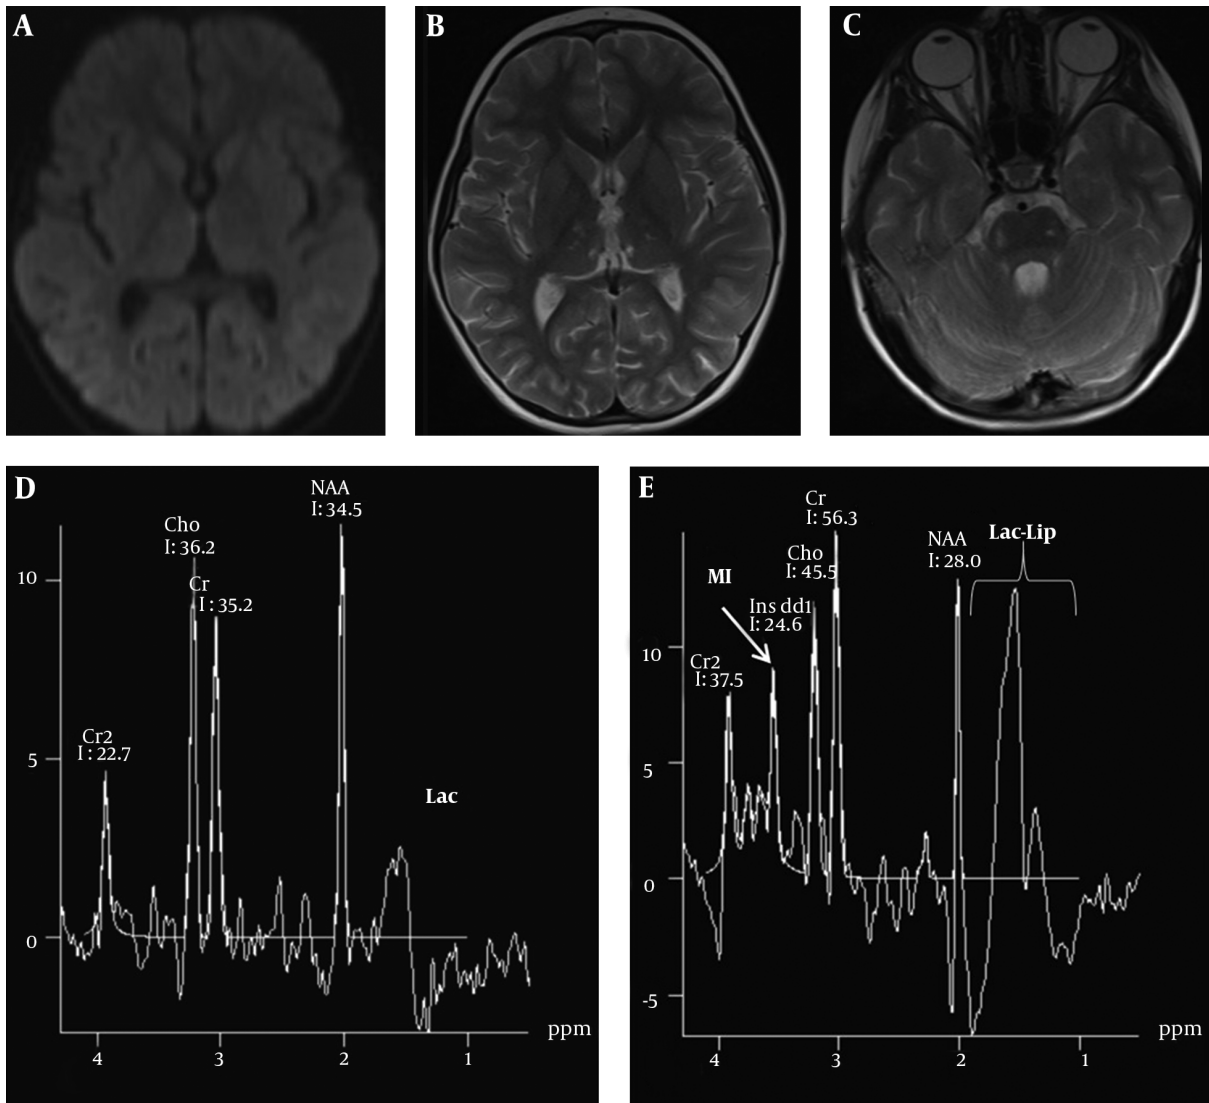 A
B
C
D
NAA
I: 34.5
Cho
I: 36.2
Cr
I : 35.2
Cr2
I : 22.7
Lac
10
5
0
4
3
2
1
ppm
E
Cr
I: 56.3
Lac-Lip
NAA
I: 28.0
Cho
I: 45.5
MI
Ins dd1
I: 24.6
Cr2
I: 37.5
10
5
0
-5
4
3
2
1
ppm